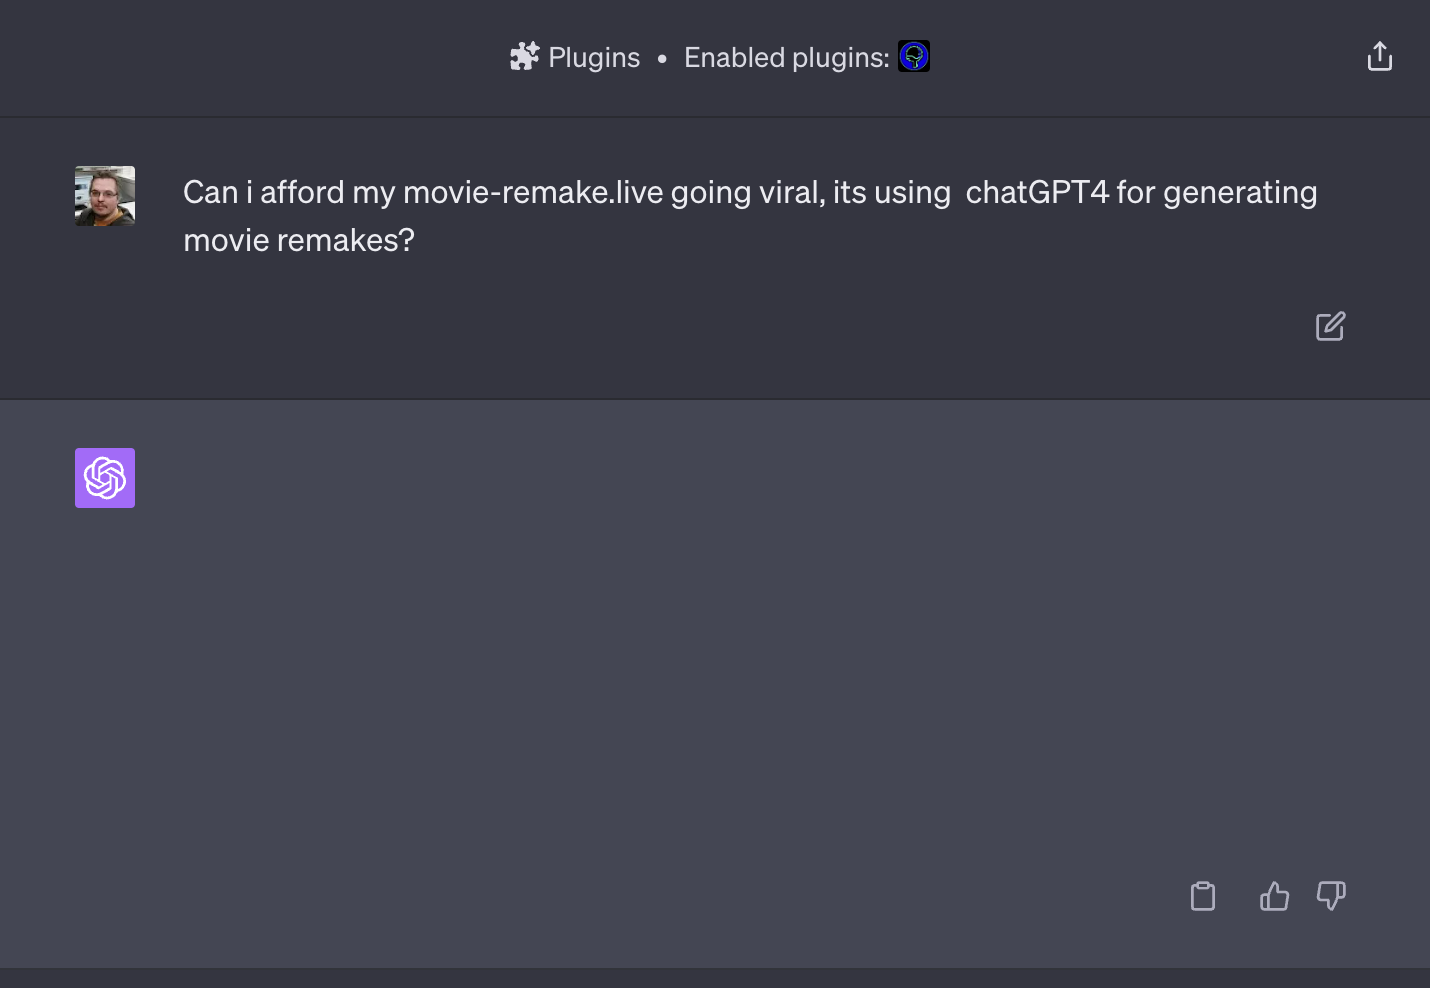 Plugins • Enabled plugins:
Can i afford my movie-remake.live going viral, its using  chatGPT4 for generating
movie remakes?